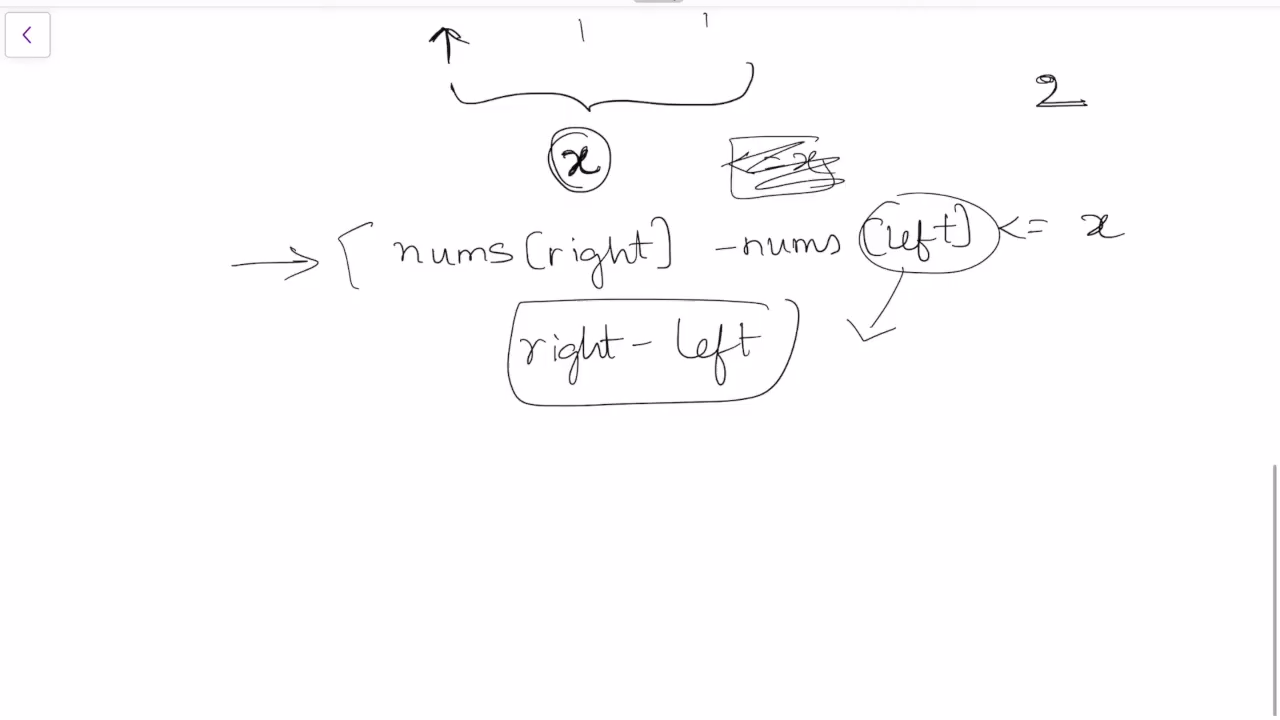 2
x
nums [right] - nums [left] <= x
right - left